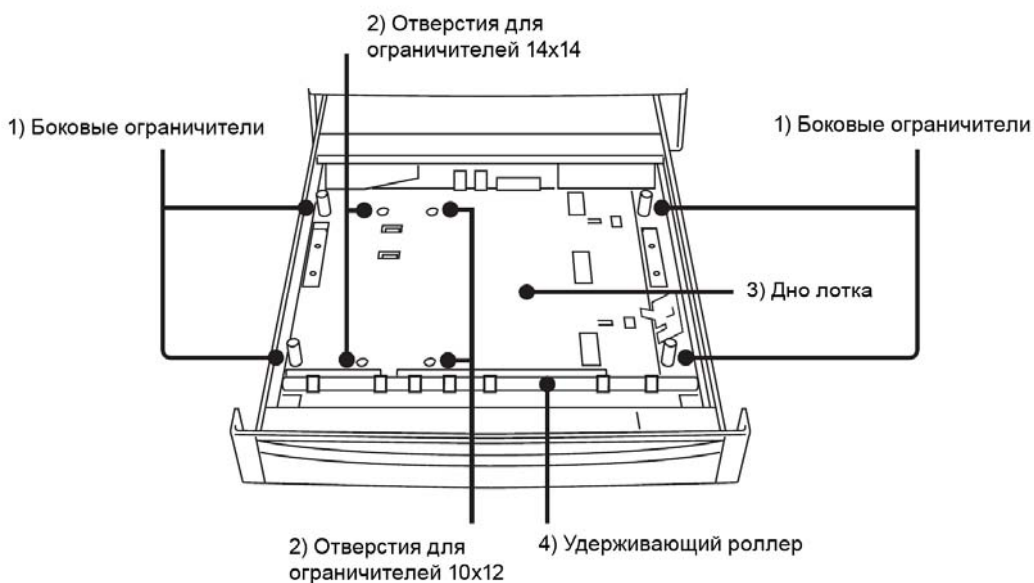 2) Отверстия для
ограничителей 14x14
1) Боковые ограничители
1) Боковые ограничители
3) Дно лотка
2) Отверстия для
ограничителей 10x12
4) Удерживающий роллер